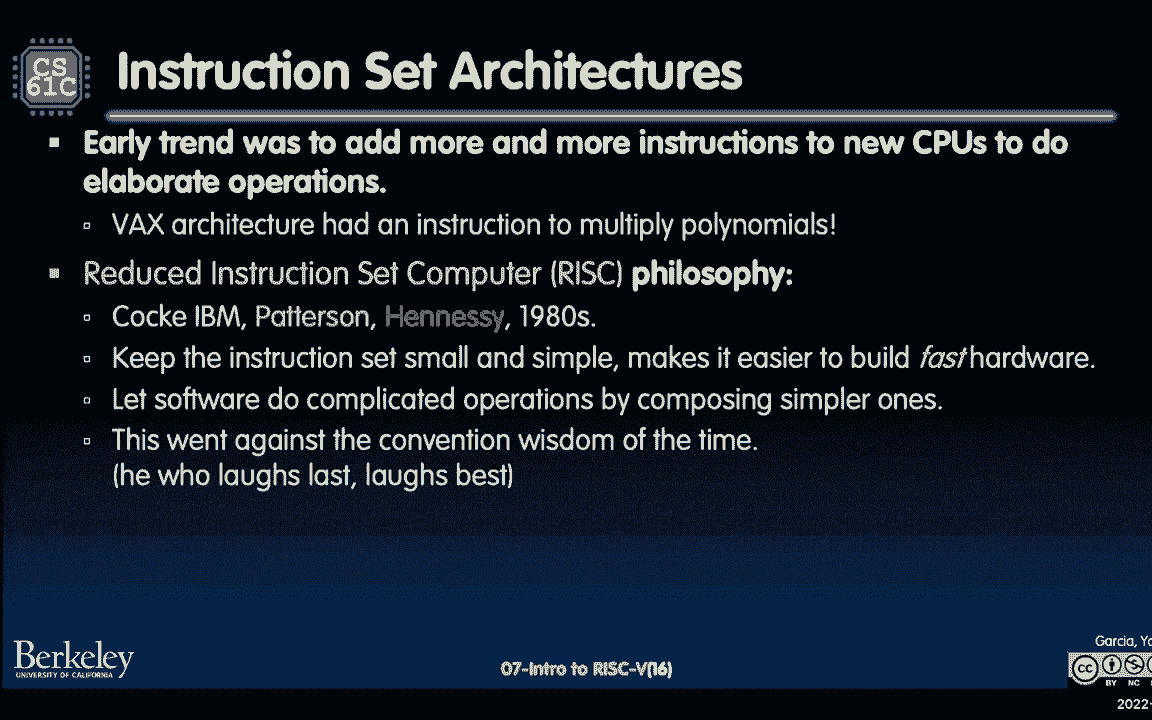 CS
61C
Instruction Set Architectures
▪ Early trend was to add more and more instructions to new CPUs to do
elaborate operations.
▫ VAX architecture had an instruction to multiply polynomials!
▪ Reduced Instruction Set Computer (RISC) philosophy:
▫ Cocke IBM, Patterson, Hennessy, 1980s.
▫ Keep the instruction set small and simple, makes it easier to build fast hardware.
▫ Let software do complicated operations by composing simpler ones.
▫ This went against the convention wisdom of the time.
(he who laughs last, laughs best)
Berkeley
UNIVERSITY OF CALIFORNIA
07-Intro to RISC-V(16)
Garcia,
cc
BY NC
2022-